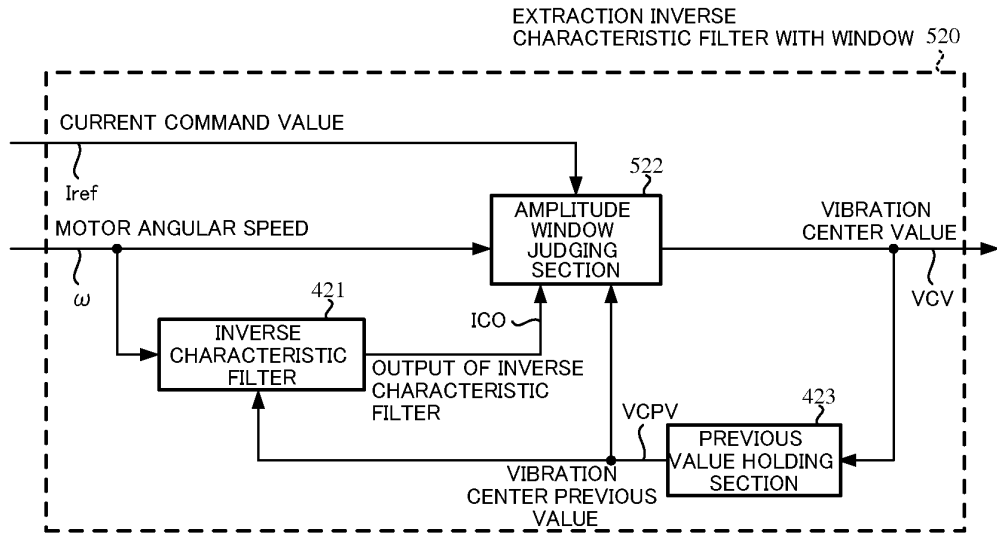 EXTRACTION INVERSE
CHARACTERISTIC FILTER WITH WINDOW 520
CURRENT COMMAND VALUE
Iref
522
AMPLITUDE
WINDOW
JUDGING
SECTION
VIBRATION
CENTER VALUE
MOTOR ANGULAR SPEED
ω
VCV
421
INVERSE
CHARACTERISTIC
FILTER
ICO
OUTPUT OF INVERSE
CHARACTERISTIC
FILTER
VCPV
423
PREVIOUS
VALUE HOLDING
SECTION
VIBRATION
CENTER PREVIOUS
VALUE